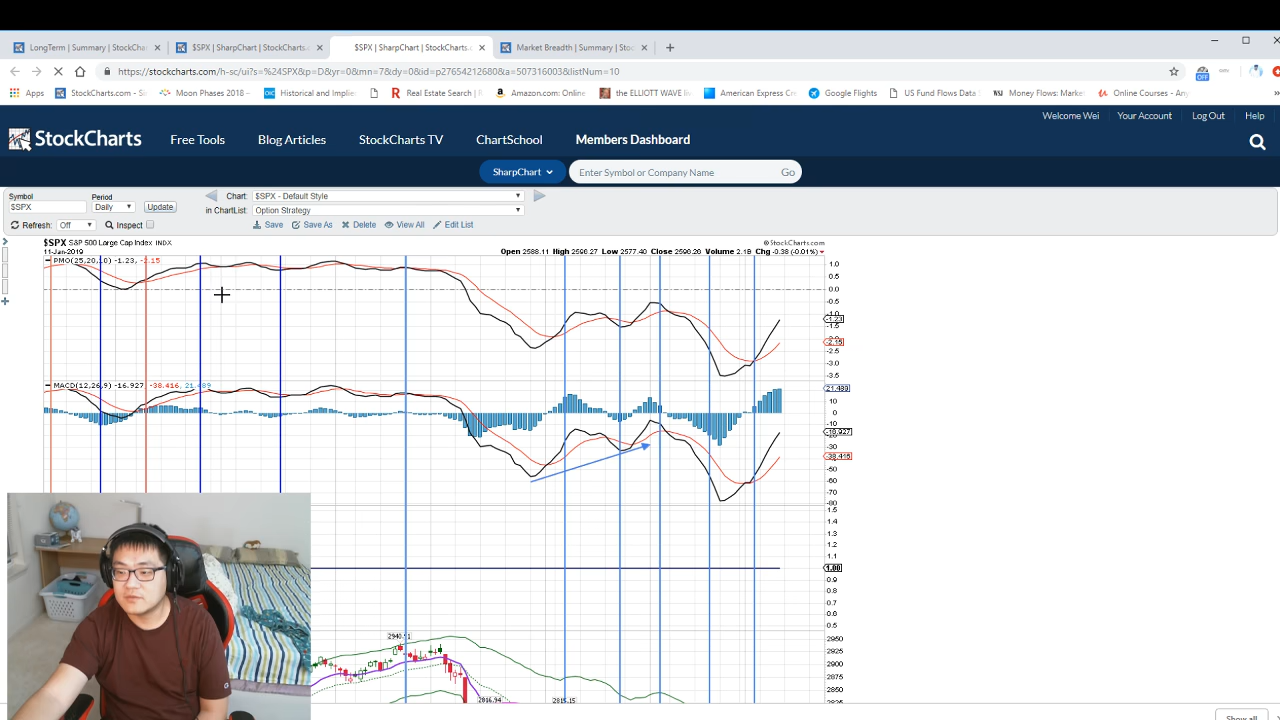 LongTerm | Summary | StockCha
$SPX | SharpChart | StockCharts.
$SPX | SharpChart | StockCharts.c
Market Breadth | Summary | Stoc
https://stockcharts.com/h-sc/ui?s=%24SPX&p=D&yr=0&mn=7&dy=0&id=p27654212680&a=507316003&listNum=10
OFF
Apps
StockCharts.com - S
Moon Phases 2018 -
Historical and Implie
Real Estate Search |
Amazon.com: Online
the ELLIOTT WAVE
American Express C
Google Flights
US Fund Flows Data
Money Flows: Marke
Online Courses - An
Welcome Wei
Your Account
Log Out
Help
StockCharts
Free Tools
Blog Articles
StockCharts TV
ChartSchool
Members Dashboard
SharpChart
Enter Symbol or Company Name
Go
Symbol
Period
Chart:
$SPX - Default Style
$SPX
Daily
Update
in ChartList:
Option Strategy
Refresh:
Off
Inspect
Save
Save As
Delete
View All
Edit List
$SPX S&P 500 Large Cap Index INDX
© StockCharts.com
11-Jan-2019
Open 2588.11 High 2596.27 Low 2577.40 Close 2596.26 Volume 2.1B Chg -0.38 (-0.01%)
PMO(25,20,10) -1.23, -2.15
1.0
0.5
0.0
-0.5
-1.23
-1.5
-2.15
-2.5
-3.0
-3.5
MACD(12,26,9) -16.927, -38.416, 21.489
21.489
10
0
-10
-16.927
-38.416
-50
-60
-70
-80
1.5
1.4
1.3
1.2
1.1
1.00
0.9
0.8
0.7
0.6
0.5
2950
2925
2900
2875
2850
2825
2816.94
2815.15
Show all